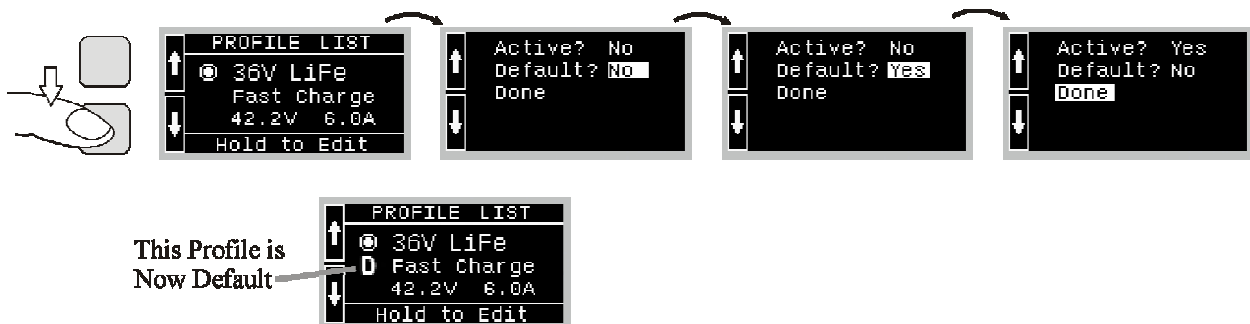 PROFILE LIST
36V LiFe
Fast Charge
42.2V 6.0A
Hold to Edit
Active? No
Default? No
Done
Active? No
Default? Yes
Done
Active? Yes
Default? No
Done
This Profile is
Now Default
PROFILE LIST
36V LiFe
D Fast Charge
42.2V 6.0A
Hold to Edit